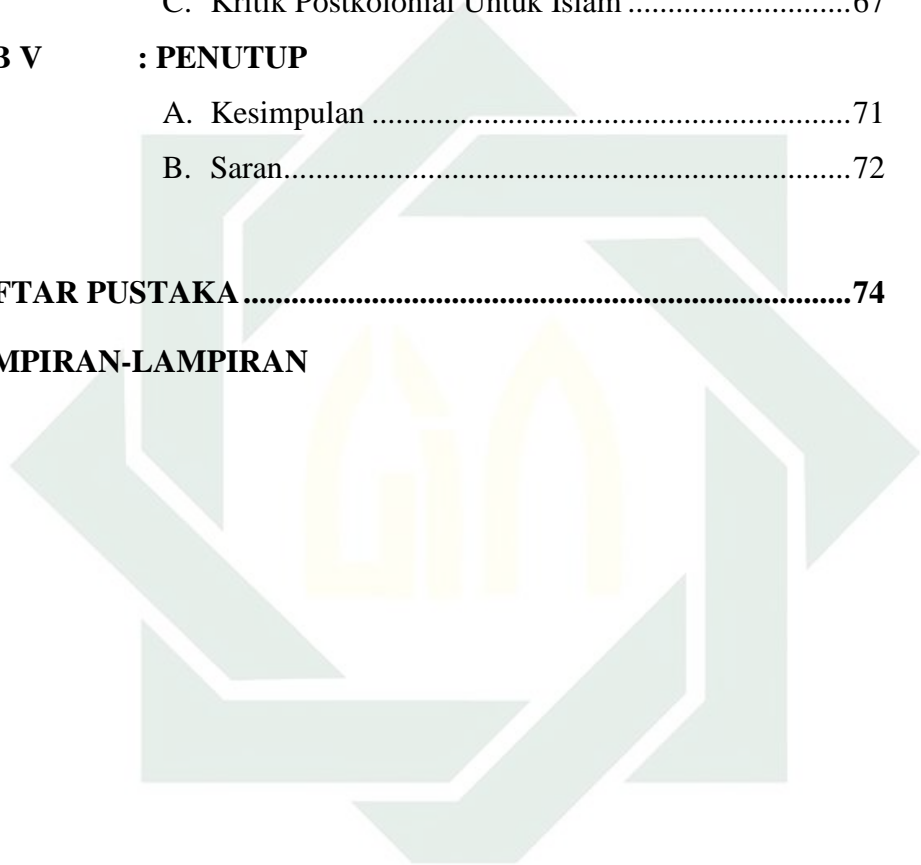 C. Kritik Postkolonial Untuk Islam ............................67
B V : PENUTUP
A. Kesimpulan ............................................................71
B. Saran.......................................................................72
FTAR PUSTAKA ............................................................................74
MPIRAN-LAMPIRAN